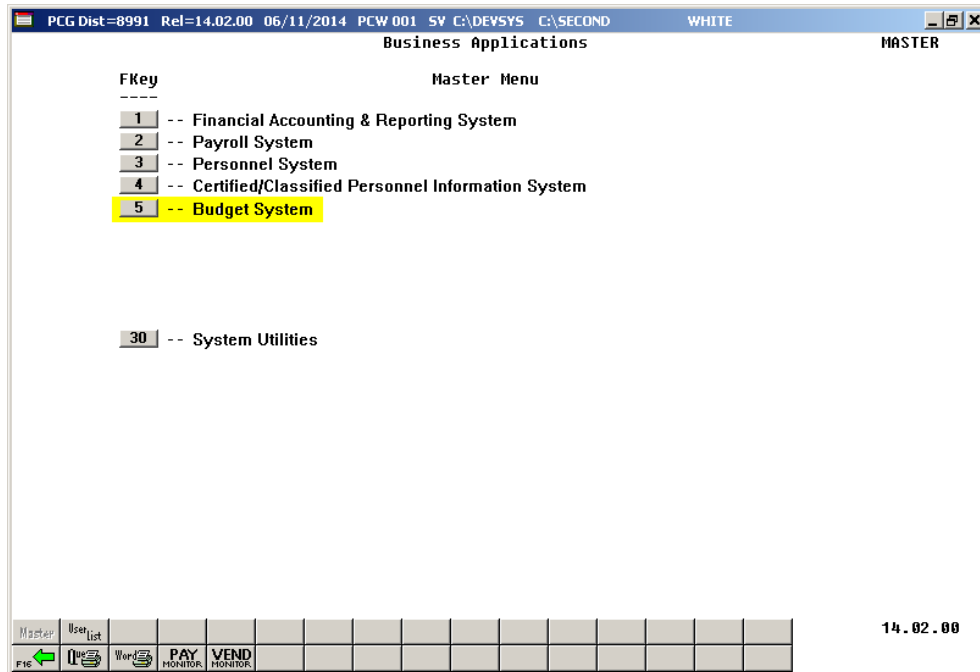 PCG Dist=8991 Rel=14.02.00 06/11/2014 PCW 001 SV C:\DEVSYS C:\SECOND WHITE
Business Applications MASTER
FKey Master Menu
----
1 -- Financial Accounting & Reporting System
2 -- Payroll System
3 -- Personnel System
4 -- Certified/Classified Personnel Information System
5 -- Budget System
30 -- System Utilities
Master User List 14.02.00
F16 Que Word PAY MONITOR VEND MONITOR